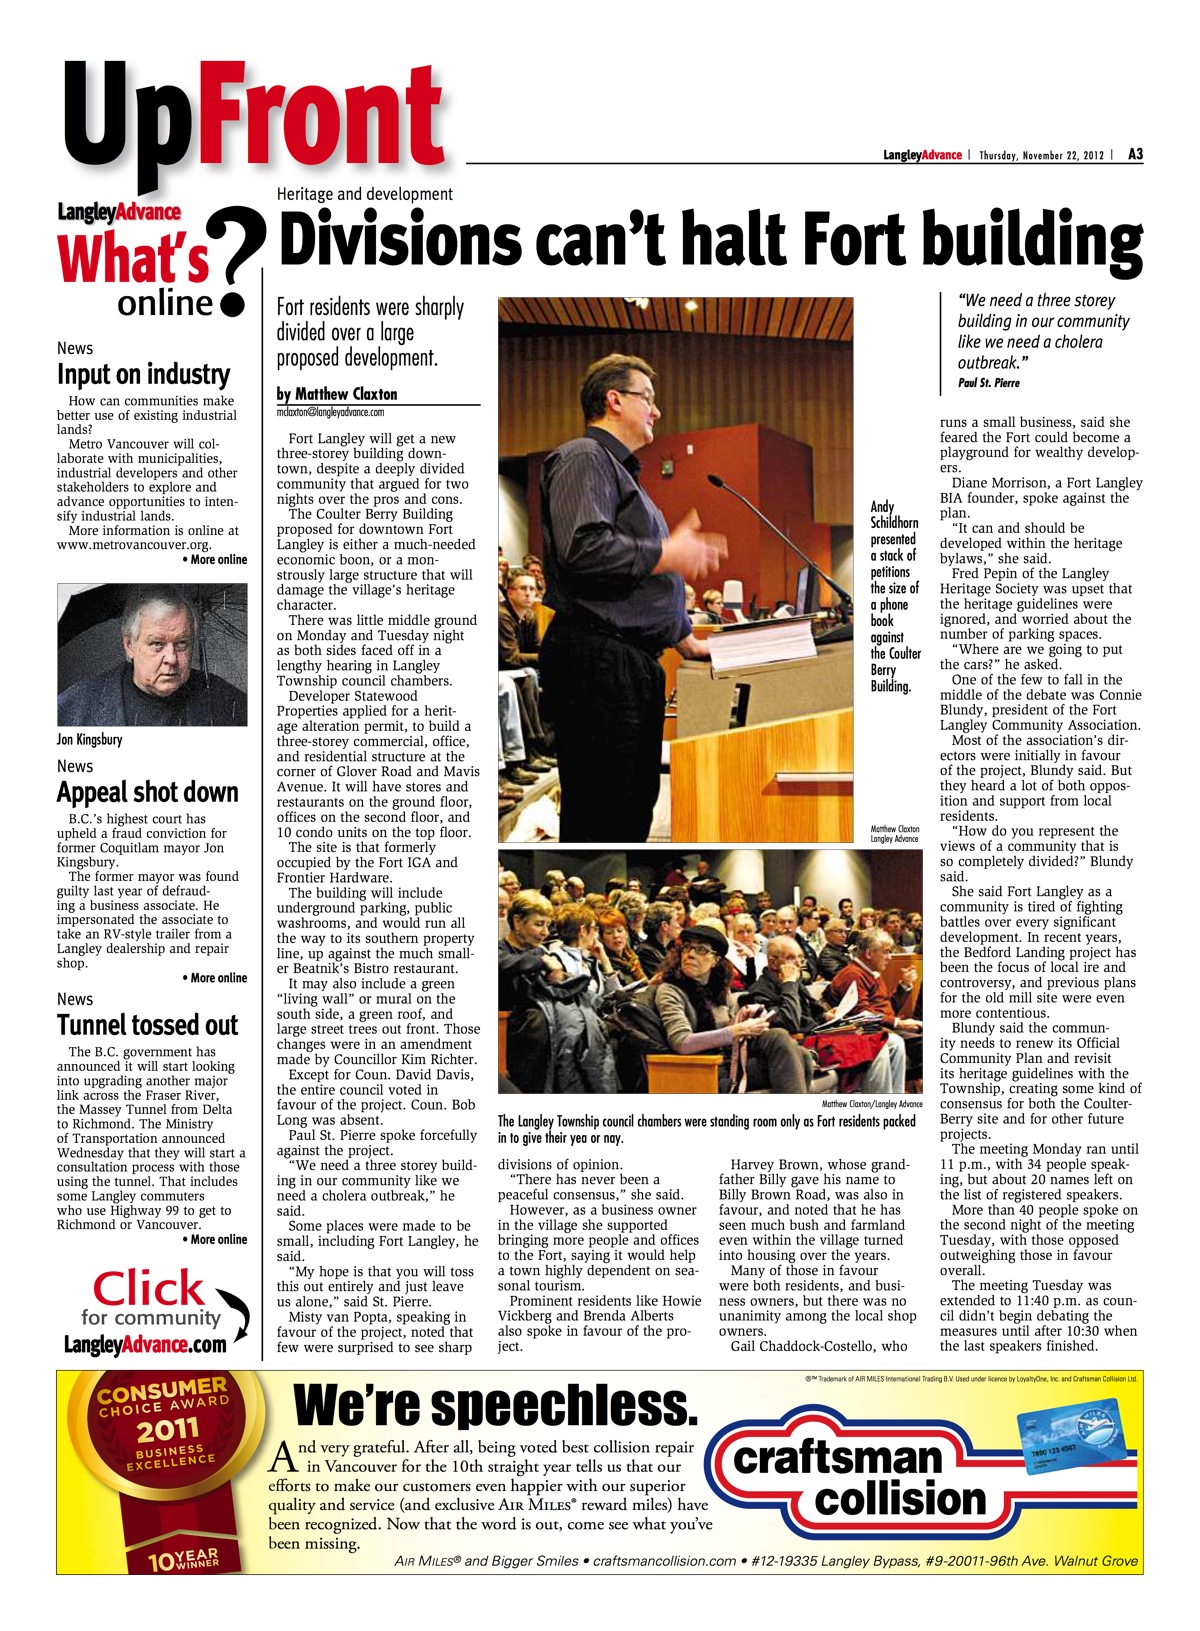 UpFront
LangleyAdvance | Thursday, November 22, 2012 | A3
LangleyAdvance
What's
online?
News
Input on industry
How can communities make
better use of existing industrial
lands?
Metro Vancouver will col-
laborate with municipalities,
industrial developers and other
stakeholders to explore and
advance opportunities to inten-
sify industrial lands.
More information is online at
www.metrovancouver.org.
• More online
Jon Kingsbury
News
Appeal shot down
B.C.'s highest court has
upheld a fraud conviction for
former Coquitlam mayor Jon
Kingsbury.
The former mayor was found
guilty last year of defraud-
ing a business associate. He
impersonated the associate to
take an RV-style trailer from a
Langley dealership and repair
shop.
• More online
News
Tunnel tossed out
The B.C. government has
announced it will start looking
into upgrading another major
link across the Fraser River,
the Massey Tunnel from Delta
to Richmond. The Ministry
of Transportation announced
Wednesday that they will start a
consultation process with those
using the tunnel. That includes
some Langley commuters
who use Highway 99 to get to
Richmond or Vancouver.
• More online
Click
for community
LangleyAdvance.com
Heritage and development
Divisions can't halt Fort building
Fort residents were sharply
divided over a large
proposed development.
by Matthew Claxton
mclaxton@langleyadvance.com
Fort Langley will get a new
three-storey building down-
town, despite a deeply divided
community that argued for two
nights over the pros and cons.
The Coulter Berry Building
proposed for downtown Fort
Langley is either a much-needed
economic boon, or a mon-
strously large structure that will
damage the village's heritage
character.
There was little middle ground
on Monday and Tuesday night
as both sides faced off in a
lengthy hearing in Langley
Township council chambers.
Developer Statewood
Properties applied for a herit-
age alteration permit, to build a
three-storey commercial, office,
and residential structure at the
corner of Glover Road and Mavis
Avenue. It will have stores and
restaurants on the ground floor,
offices on the second floor, and
10 condo units on the top floor.
The site is that formerly
occupied by the Fort IGA and
Frontier Hardware.
The building will include
underground parking, public
washrooms, and would run all
the way to its southern property
line, up against the much small-
er Beatnik's Bistro restaurant.
It may also include a green
“living wall” or mural on the
south side, a green roof, and
large street trees out front. Those
changes were in an amendment
made by Councillor Kim Richter.
Except for Coun. David Davis,
the entire council voted in
favour of the project. Coun. Bob
Long was absent.
Paul St. Pierre spoke forcefully
against the project.
“We need a three storey build-
ing in our community like we
need a cholera outbreak,” he
said.
Some places were made to be
small, including Fort Langley, he
said.
“My hope is that you will toss
this out entirely and just leave
us alone,” said St. Pierre.
Misty van Popta, speaking in
favour of the project, noted that
few were surprised to see sharp
Andy
Schildhorn
presented
a stack of
petitions
the size of
a phone
book
against
the Coulter
Berry
Building.
Matthew Claxton
Langley Advance
Matthew Claxton/Langley Advance
The Langley Township council chambers were standing room only as Fort residents packed
in to give their yea or nay.
divisions of opinion.
“There has never been a
peaceful consensus,” she said.
However, as a business owner
in the village she supported
bringing more people and offices
to the Fort, saying it would help
a town highly dependent on sea-
sonal tourism.
Prominent residents like Howie
Vickberg and Brenda Alberts
also spoke in favour of the pro-
ject.
Harvey Brown, whose grand-
father Billy gave his name to
Billy Brown Road, was also in
favour, and noted that he has
seen much bush and farmland
even within the village turned
into housing over the years.
Many of those in favour
were both residents, and busi-
ness owners, but there was no
unanimity among the local shop
owners.
Gail Chaddock-Costello, who
“We need a three storey
building in our community
like we need a cholera
outbreak.”
Paul St. Pierre
runs a small business, said she
feared the Fort could become a
playground for wealthy develop-
ers.
Diane Morrison, a Fort Langley
BIA founder, spoke against the
plan.
“It can and should be
developed within the heritage
bylaws,” she said.
Fred Pepin of the Langley
Heritage Society was upset that
the heritage guidelines were
ignored, and worried about the
number of parking spaces.
“Where are we going to put
the cars?” he asked.
One of the few to fall in the
middle of the debate was Connie
Blundy, president of the Fort
Langley Community Association.
Most of the association's dir-
ectors were initially in favour
of the project, Blundy said. But
they heard a lot of both oppos-
ition and support from local
residents.
“How do you represent the
views of a community that is
so completely divided?” Blundy
said.
She said Fort Langley as a
community is tired of fighting
battles over every significant
development. In recent years,
the Bedford Landing project has
been the focus of local ire and
controversy, and previous plans
for the old mill site were even
more contentious.
Blundy said the commun-
ity needs to renew its Official
Community Plan and revisit
its heritage guidelines with the
Township, creating some kind of
consensus for both the Coulter-
Berry site and for other future
projects.
The meeting Monday ran until
11 p.m., with 34 people speak-
ing, but about 20 names left on
the list of registered speakers.
More than 40 people spoke on
the second night of the meeting
Tuesday, with those opposed
outweighing those in favour
overall.
The meeting Tuesday was
extended to 11:40 p.m. as coun-
cil didn't begin debating the
measures until after 10:30 when
the last speakers finished.
®™ Trademark of AIR MILES International Trading B.V. Used under licence by LoyaltyOne, Inc. and Craftsman Collision Ltd.
CONSUMER
CHOICE AWARD
2011
BUSINESS
EXCELLENCE
10 YEAR
WINNER
We're speechless.
And very grateful. After all, being voted best collision repair
in Vancouver for the 10th straight year tells us that our
efforts to make our customers even happier with our superior
quality and service (and exclusive AIR MILES® reward miles) have
been recognized. Now that the word is out, come see what you've
been missing.
craftsman
collision
AIR MILES® and Bigger Smiles • craftsmancollision.com • #12-19335 Langley Bypass, #9-20011-96th Ave. Walnut Grove